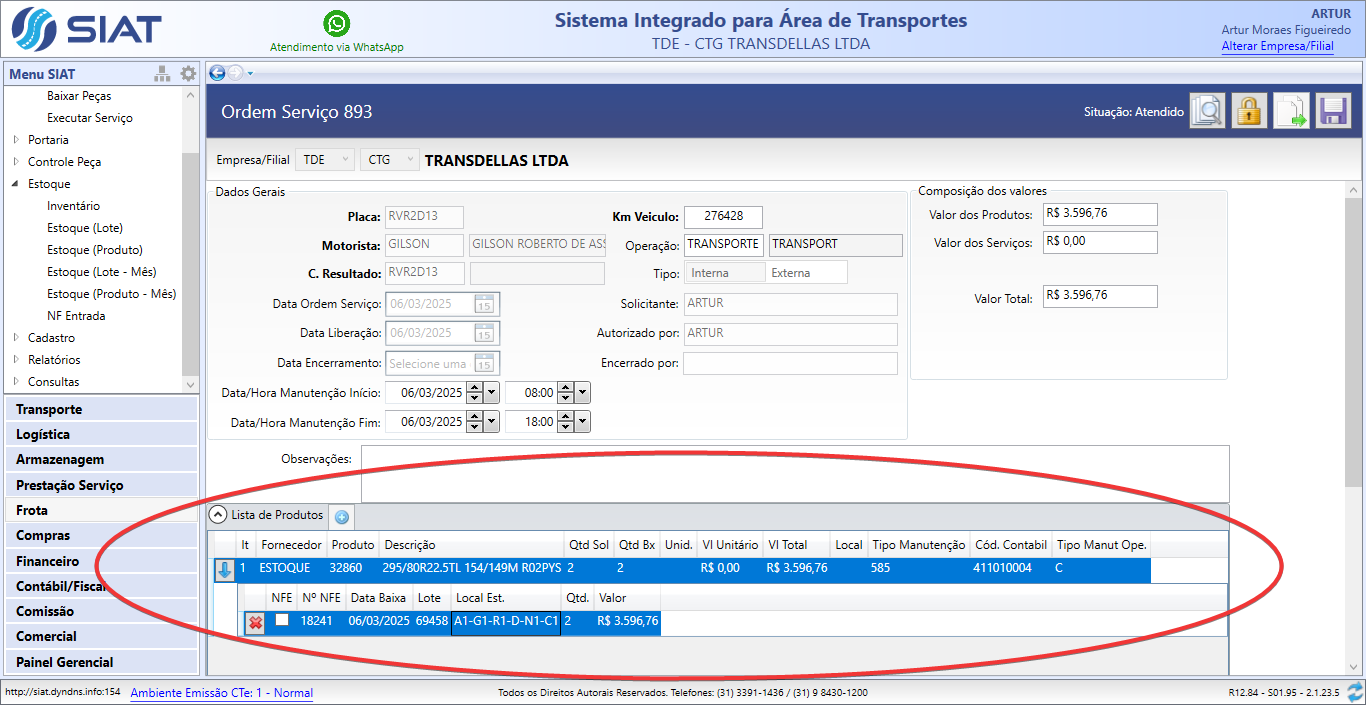 SIAT
Atendimento via WhatsApp
Sistema Integrado para Área de Transportes
TDE - CTG TRANSDELLAS LTDA
ARTUR
Artur Moraes Figueiredo
Alterar Empresa/Filial
Menu SIAT
Baixar Peças
Executar Serviço
Portaria
Controle Peça
Estoque
Inventário
Estoque (Lote)
Estoque (Produto)
Estoque (Lote - Mês)
Estoque (Produto - Mês)
NF Entrada
Cadastro
Relatórios
Consultas
Transporte
Logística
Armazenagem
Prestação Serviço
Frota
Compras
Financeiro
Contábil/Fiscal
Comissão
Comercial
Painel Gerencial
Ordem Serviço 893
Situação: Atendido
Empresa/Filial TDE CTG TRANSDELLAS LTDA
Dados Gerais
Placa: RVR2D13
Km Veiculo: 276428
Motorista: GILSON GILSON ROBERTO DE ASS
Operação: TRANSPORTE TRANSPORT
C. Resultado: RVR2D13
Tipo: Interna Externa
Data Ordem Serviço: 06/03/2025 15
Solicitante: ARTUR
Data Liberação: 06/03/2025 15
Autorizado por: ARTUR
Data Encerramento: Selecione uma 15
Encerrado por:
Data/Hora Manutenção Início: 06/03/2025 08:00
Data/Hora Manutenção Fim: 06/03/2025 18:00
Composição dos valores
Valor dos Produtos: R$ 3.596,76
Valor dos Serviços: R$ 0,00
Valor Total: R$ 3.596,76
Observações:
Lista de Produtos
It Fornecedor Produto Descrição Qtd Sol Qtd Bx Unid. Vl Unitário Vl Total Local Tipo Manutenção Cód. Contabil Tipo Manut Ope.
1 ESTOQUE 32860 295/80R22.5TL 154/149M R02PYS 2 2 R$ 0,00 R$ 3.596,76 585 411010004 C
NFE Nº NFE Data Baixa Lote Local Est. Qtd. Valor
18241 06/03/2025 69458 A1-G1-R1-D-N1-C1 2 R$ 3.596,76
http://siat.dyndns.info:154 Ambiente Emissão CTe: 1 - Normal
Todos os Direitos Autorais Reservados. Telefones: (31) 3391-1436 / (31) 9 8430-1200
R12.84 - S01.95 - 2.1.23.5